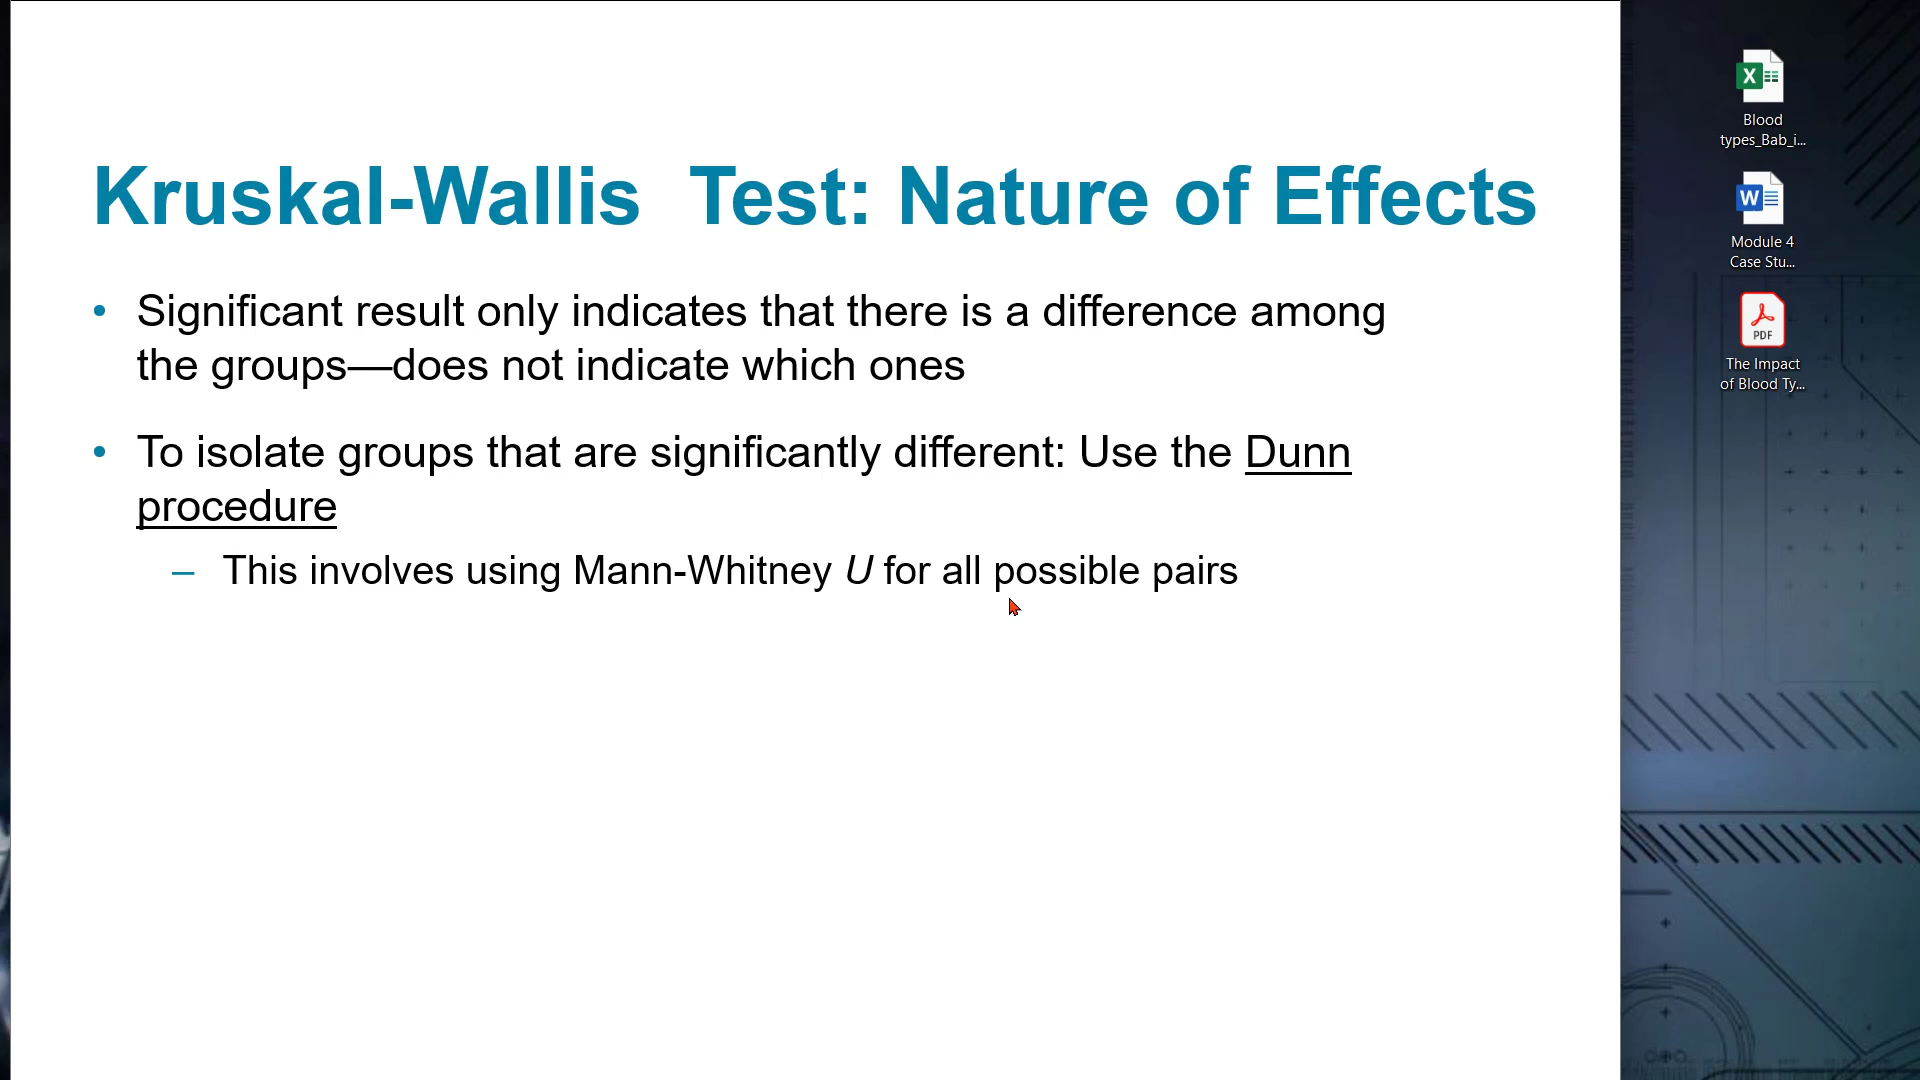 Kruskal-Wallis  Test: Nature of Effects
• Significant result only indicates that there is a difference among
the groups—does not indicate which ones
• To isolate groups that are significantly different: Use the Dunn
procedure
– This involves using Mann-Whitney U for all possible pairs
X
Blood
types_Bab_i...
W
Module 4
Case Stu...
PDF
The Impact
of Blood Ty...